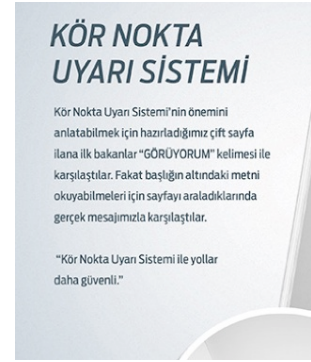 KÖR NOKTA
UYARI SİSTEMİ
Kör Nokta Uyarı Sistemi'nin önemini
anlatabilmek için hazırladığımız çift sayfa
ilana ilk bakanlar “GÖRÜYORUM” kelimesi ile
karşılaştılar. Fakat başlığın altındaki metni
okuyabilmeleri için sayfayı araladıklarında
gerçek mesajımızla karşılaştılar.
“Kör Nokta Uyarı Sistemi ile yollar
daha güvenli.”